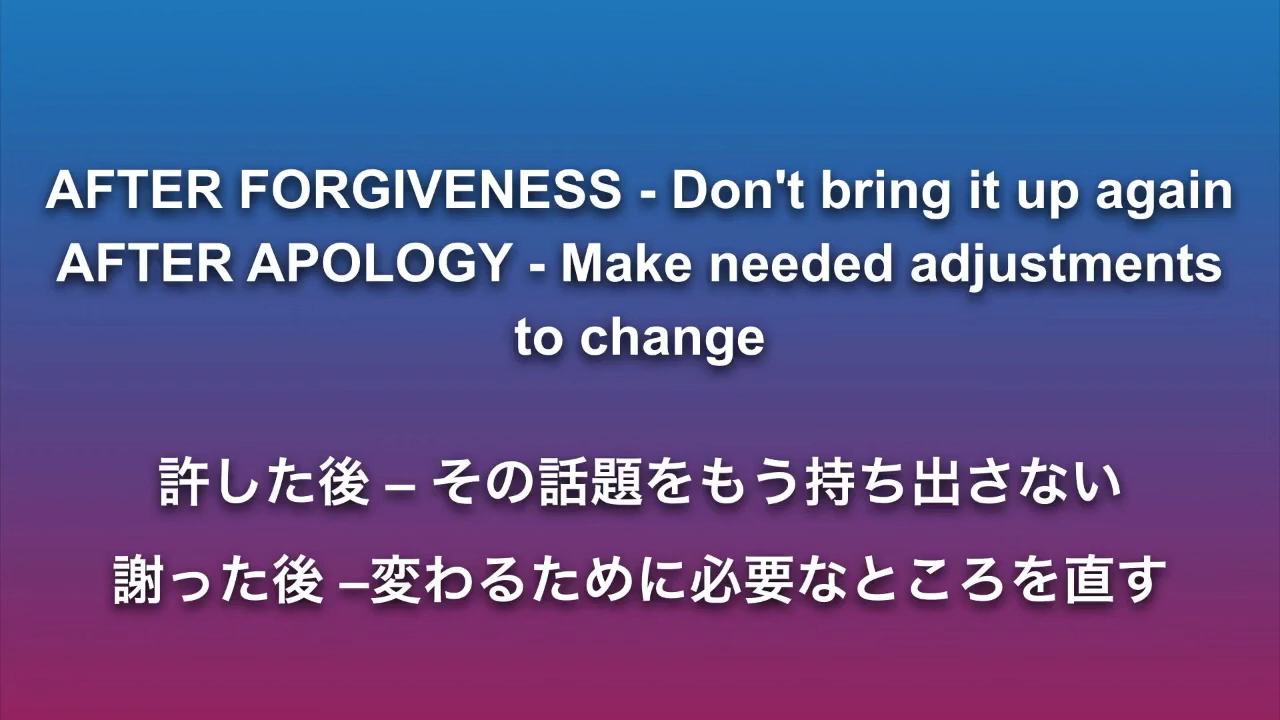 AFTER FORGIVENESS - Don't bring it up again
AFTER APOLOGY - Make needed adjustments
to change
許した後 – その話題をもう持ち出さない
謝った後 –変わるために必要なところを直す